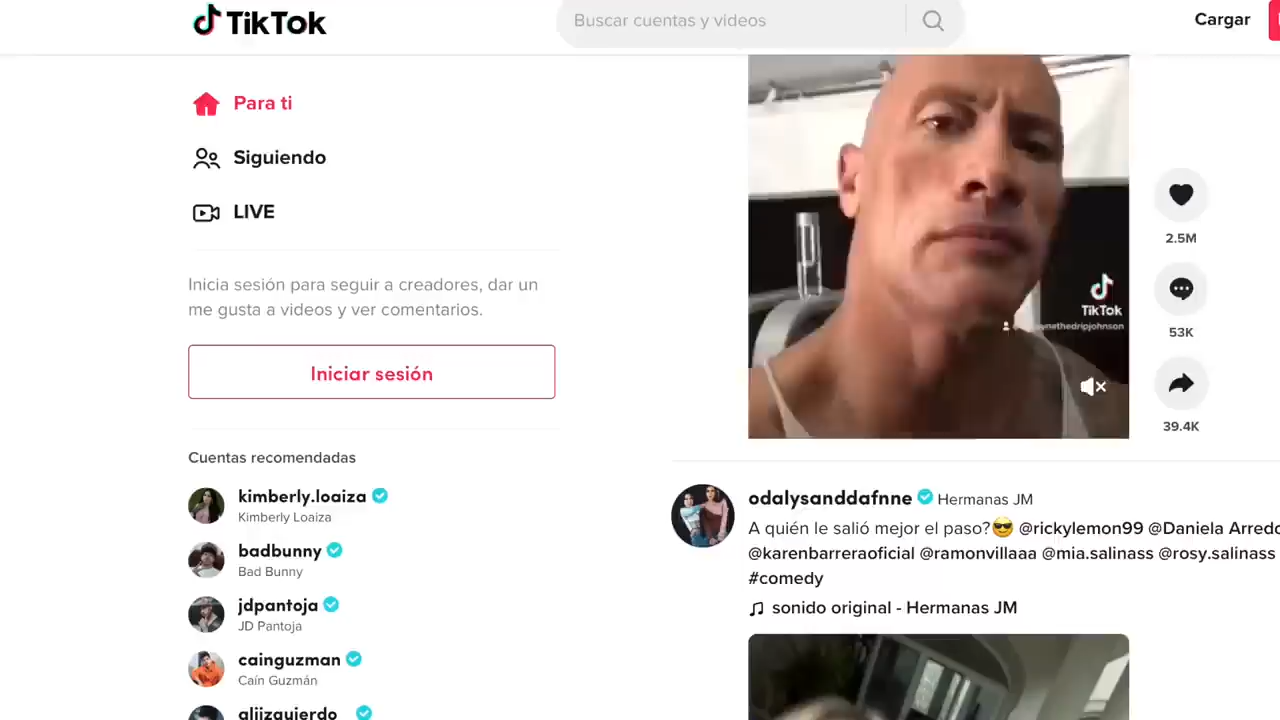 TikTok
Buscar cuentas y videos
Cargar
Para ti
Siguiendo
LIVE
Inicia sesión para seguir a creadores, dar un
me gusta a videos y ver comentarios.
Iniciar sesión
Cuentas recomendadas
kimberly.loaiza
Kimberly Loaiza
badbunny
Bad Bunny
jdpantoja
JD Pantoja
cainguzman
Caín Guzmán
aliizquierdo
TikTok
2.5M
53K
39.4K
odalysanddafnne Hermanas JM
A quién le salió mejor el paso?😎 @rickylemon99 @Daniela Arredo
@karenbarreraoficial @ramonvillaaa @mia.salinass @rosy.salinass
#comedy
♫ sonido original - Hermanas JM